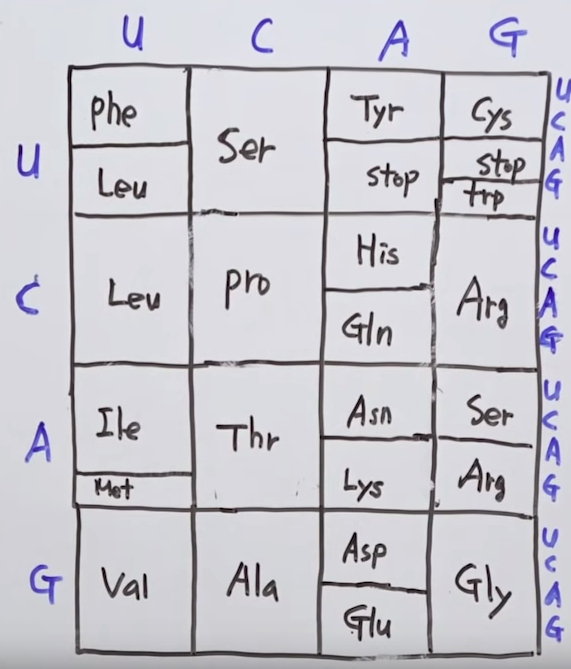 U C A G
Phe Ser Tyr Cys U
C
U Leu stop stop A
trp G
C Leu Pro His Arg U
C
Gln A
G
A Ile Thr Asn Ser U
C
Met Lys Arg A
G
G Val Ala Asp Gly U
C
Glu A
G